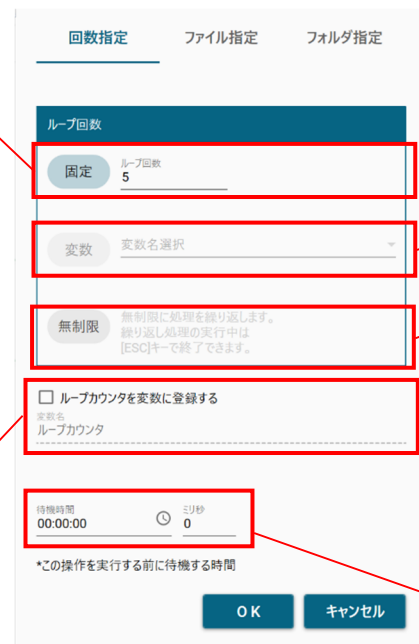 回数指定 ファイル指定 フォルダ指定
ループ回数
固定
ループ回数
5
変数
変数名選択
無制限
無制限に処理を繰り返します。
繰り返し処理の実行中は
[ESC]キーで終了できます。
ループカウンタを変数に登録する
変数名
ループカウンタ
待機時間 ミリ秒
00:00:00 0
*この操作を実行する前に待機する時間
OK キャンセル